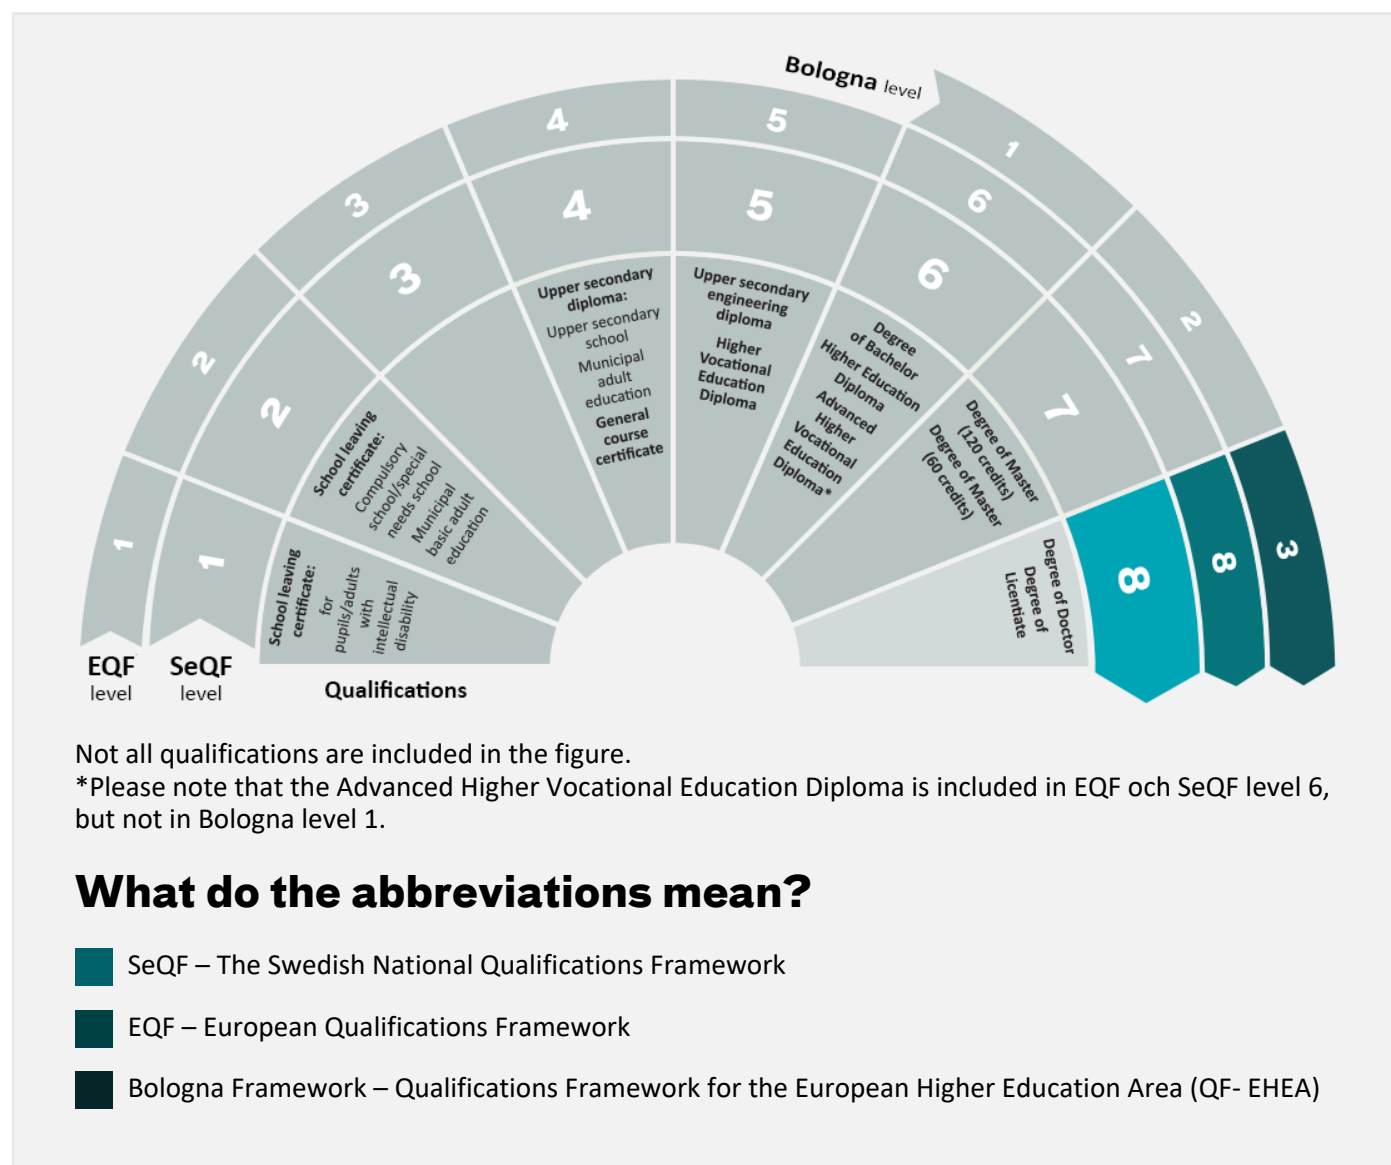 Bologna level
1
2
3
4
5
1
6
2
7
8
3
1
2
3
4
5
6
7
8
School leaving
certificate:
for
pupils/adults
with
intellectual
disability
School leaving
certificate:
Compulsory
school/special
needs school
Municipal
basic adult
education
Upper secondary
diploma:
Upper secondary
school
Municipal
adult
education
General
course
certificate
Upper secondary
engineering
diploma
Higher
Vocational
Education
Diploma
Degree
of Bachelor
Higher Education
Diploma
Advanced
Higher
Vocational
Education
Diploma*
Degree of Master
(120 credits)
Degree of Master
(60 credits)
Degree of Doctor
Degree of
Licentiate
EQF
level
SeQF
level
Qualifications
Not all qualifications are included in the figure.
*Please note that the Advanced Higher Vocational Education Diploma is included in EQF och SeQF level 6,
but not in Bologna level 1.
What do the abbreviations mean?
SeQF – The Swedish National Qualifications Framework
EQF – European Qualifications Framework
Bologna Framework – Qualifications Framework for the European Higher Education Area (QF- EHEA)